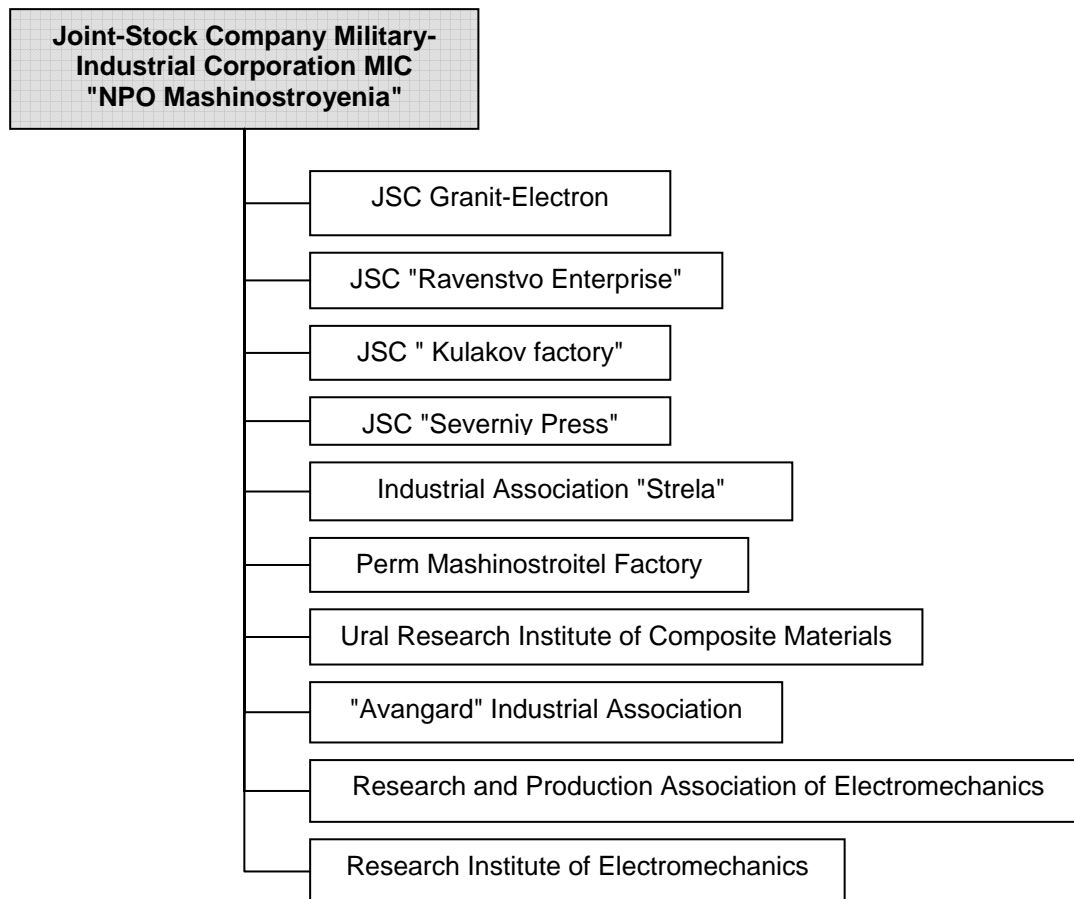 Joint-Stock Company Military-
Industrial Corporation MIC
"NPO Mashinostroyenia"
JSC Granit-Electron
JSC "Ravenstvo Enterprise"
JSC " Kulakov factory"
JSC "Severniy Press"
Industrial Association "Strela"
Perm Mashinostroitel Factory
Ural Research Institute of Composite Materials
"Avangard" Industrial Association
Research and Production Association of Electromechanics
Research Institute of Electromechanics